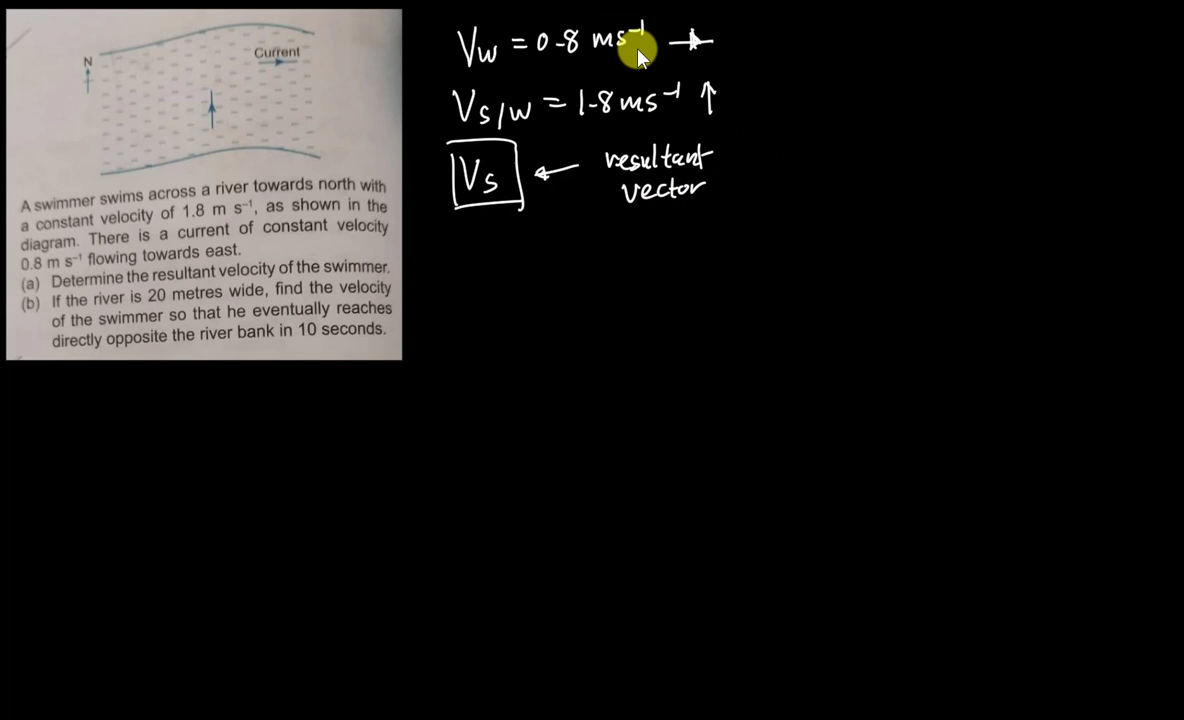 N
Current
A swimmer swims across a river towards north with
a constant velocity of 1.8 m s⁻¹, as shown in the
diagram. There is a current of constant velocity
0.8 m s⁻¹ flowing towards east.
(a) Determine the resultant velocity of the swimmer.
(b) If the river is 20 metres wide, find the velocity
of the swimmer so that he eventually reaches
directly opposite the river bank in 10 seconds.
Vw = 0.8 ms⁻¹ →
Vs/w = 1.8 ms⁻¹ ↑
Vs ← resultant
vector